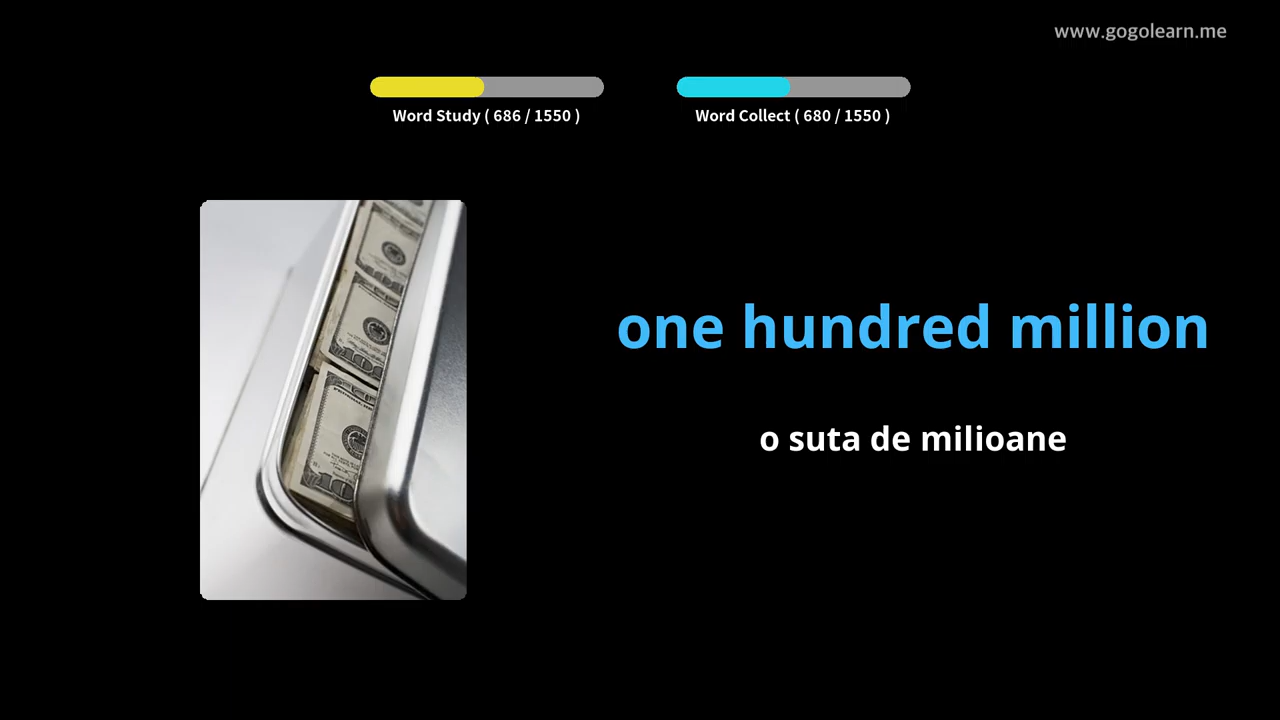 www.gogolearn.me
Word Study ( 686 / 1550 )
Word Collect ( 680 / 1550 )
one hundred million
o suta de milioane